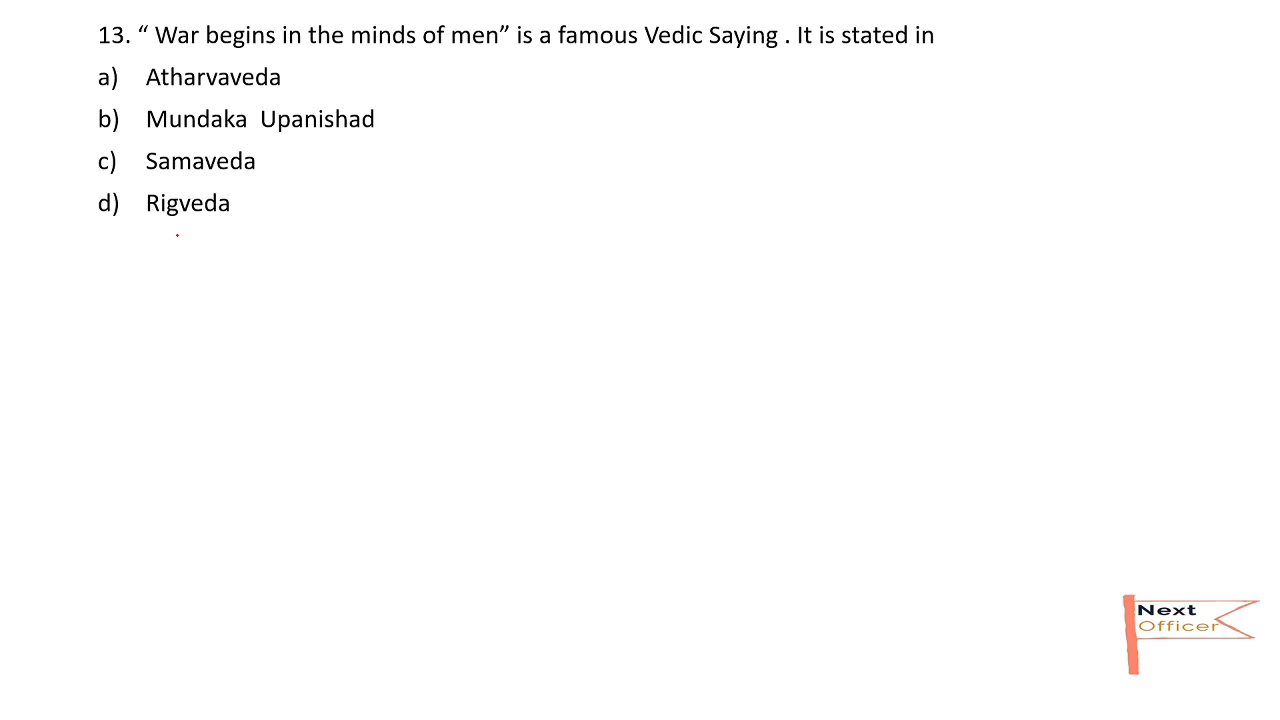 13. “ War begins in the minds of men” is a famous Vedic Saying . It is stated in
a) Atharvaveda
b) Mundaka  Upanishad
c) Samaveda
d) Rigveda
Next
Officer